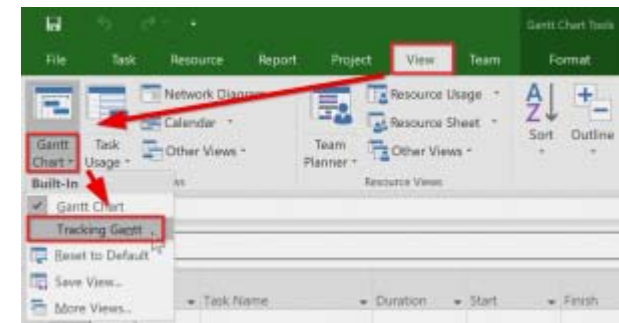 Gantt Chart Tools
File Task Resource Report Project View Team Format
Network Diagram
Resource Usage
Calendar
Resource Sheet
Gantt Chart
Task Usage
Other Views
Team Planner
Other Views
Sort
Outline
Built-In
Resource Views
Gantt Chart
Tracking Gantt
Reset to Default
Save View...
More Views...
Task Name Duration Start Finish